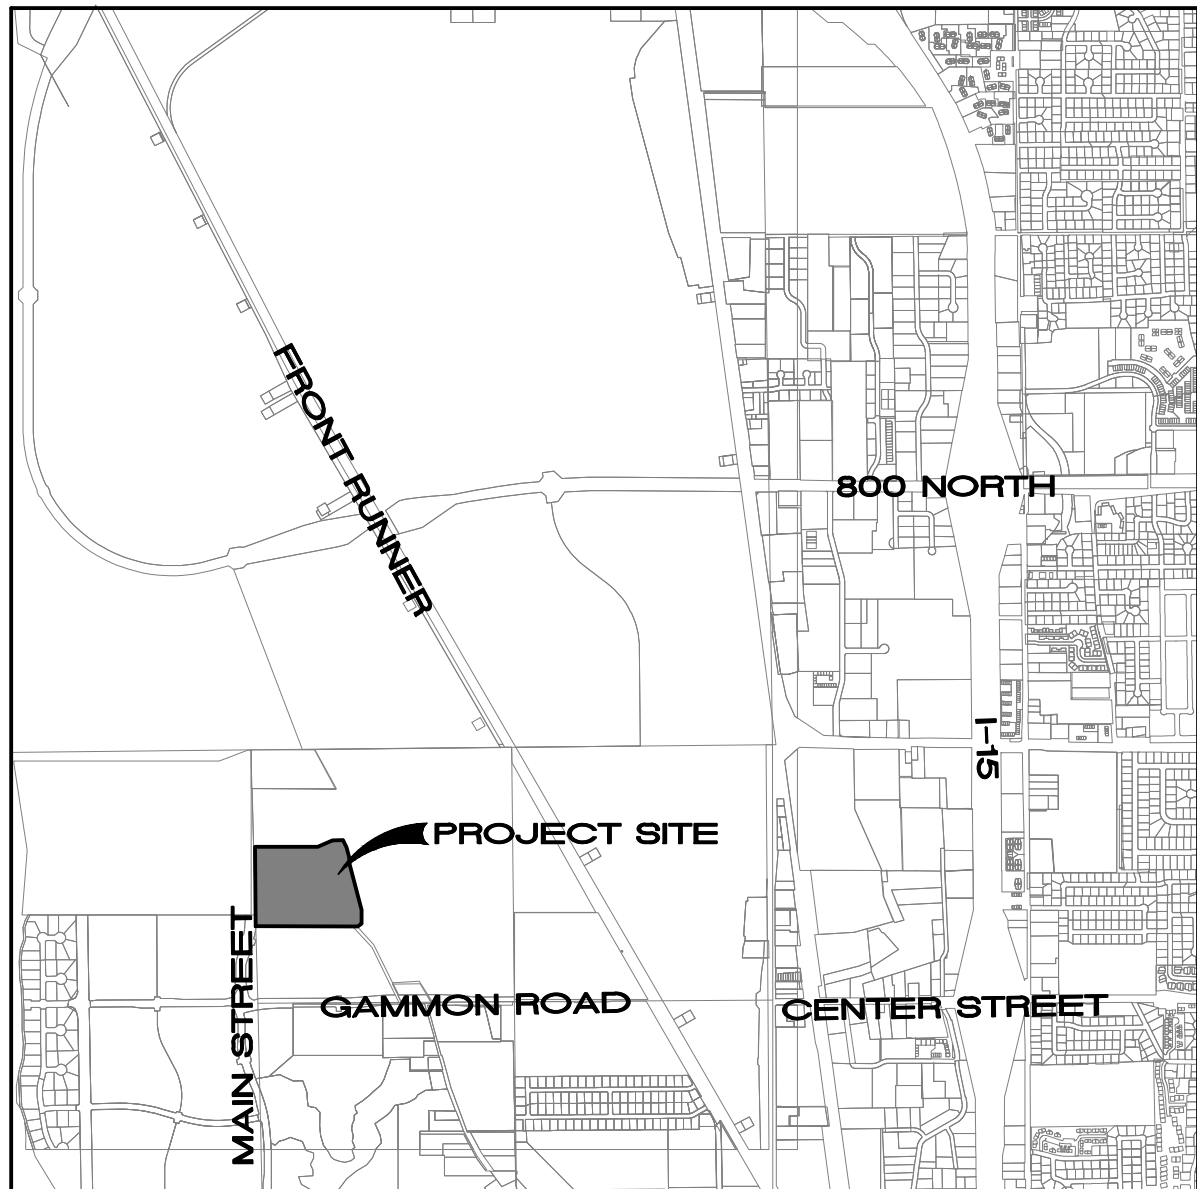 FRONT RUNNER
800 NORTH
I-15
PROJECT SITE
MAIN STREET
GAMMON ROAD
CENTER STREET